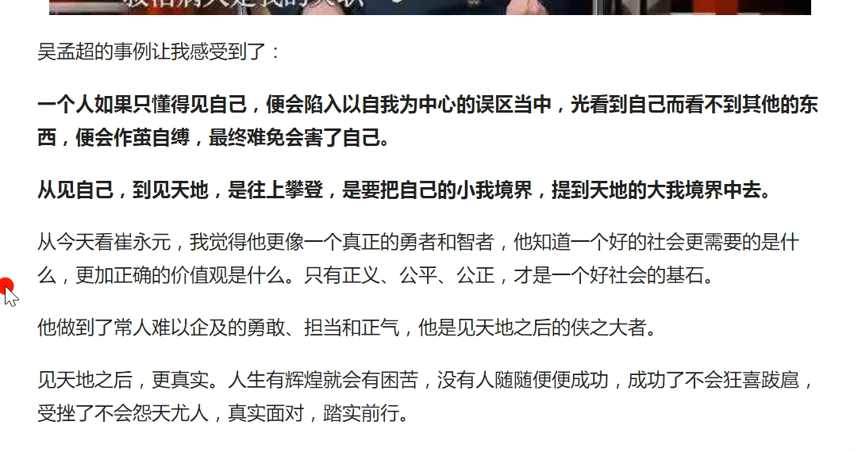 吴孟超的事例让我感受到了：
一个人如果只懂得见自己，便会陷入以自我为中心的误区当中，光看到自己而看不到其他的东
西，便会作茧自缚，最终难免会害了自己。
从见自己，到见天地，是往上攀登，是要把自己的小我境界，提到天地的大我境界中去。
从今天看崔永元，我觉得他更像一个真正的勇者和智者，他知道一个好的社会更需要的是什
么，更加正确的价值观是什么。只有正义、公平、公正，才是一个好社会的基石。
他做到了常人难以企及的勇敢、担当和正气，他是见天地之后的侠之大者。
见天地之后，更真实。人生有辉煌就会有困苦，没有人随随便便成功，成功了不会狂喜跋扈，
受挫了不会怨天尤人，真实面对，踏实前行。